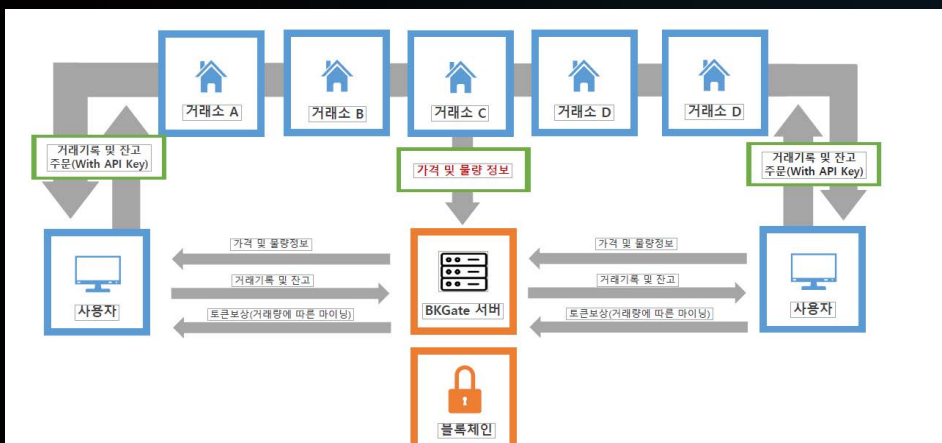 거래소 A
거래소 B
거래소 C
거래소 D
거래소 D
거래기록 및 잔고
주문(With API Key)
가격 및 물량 정보
거래기록 및 잔고
주문(With API Key)
사용자
가격 및 물량정보
거래기록 및 잔고
토큰보상(거래량에 따른 마이닝)
BKGate 서버
가격 및 물량정보
거래기록 및 잔고
토큰보상(거래량에 따른 마이닝)
사용자
블록체인